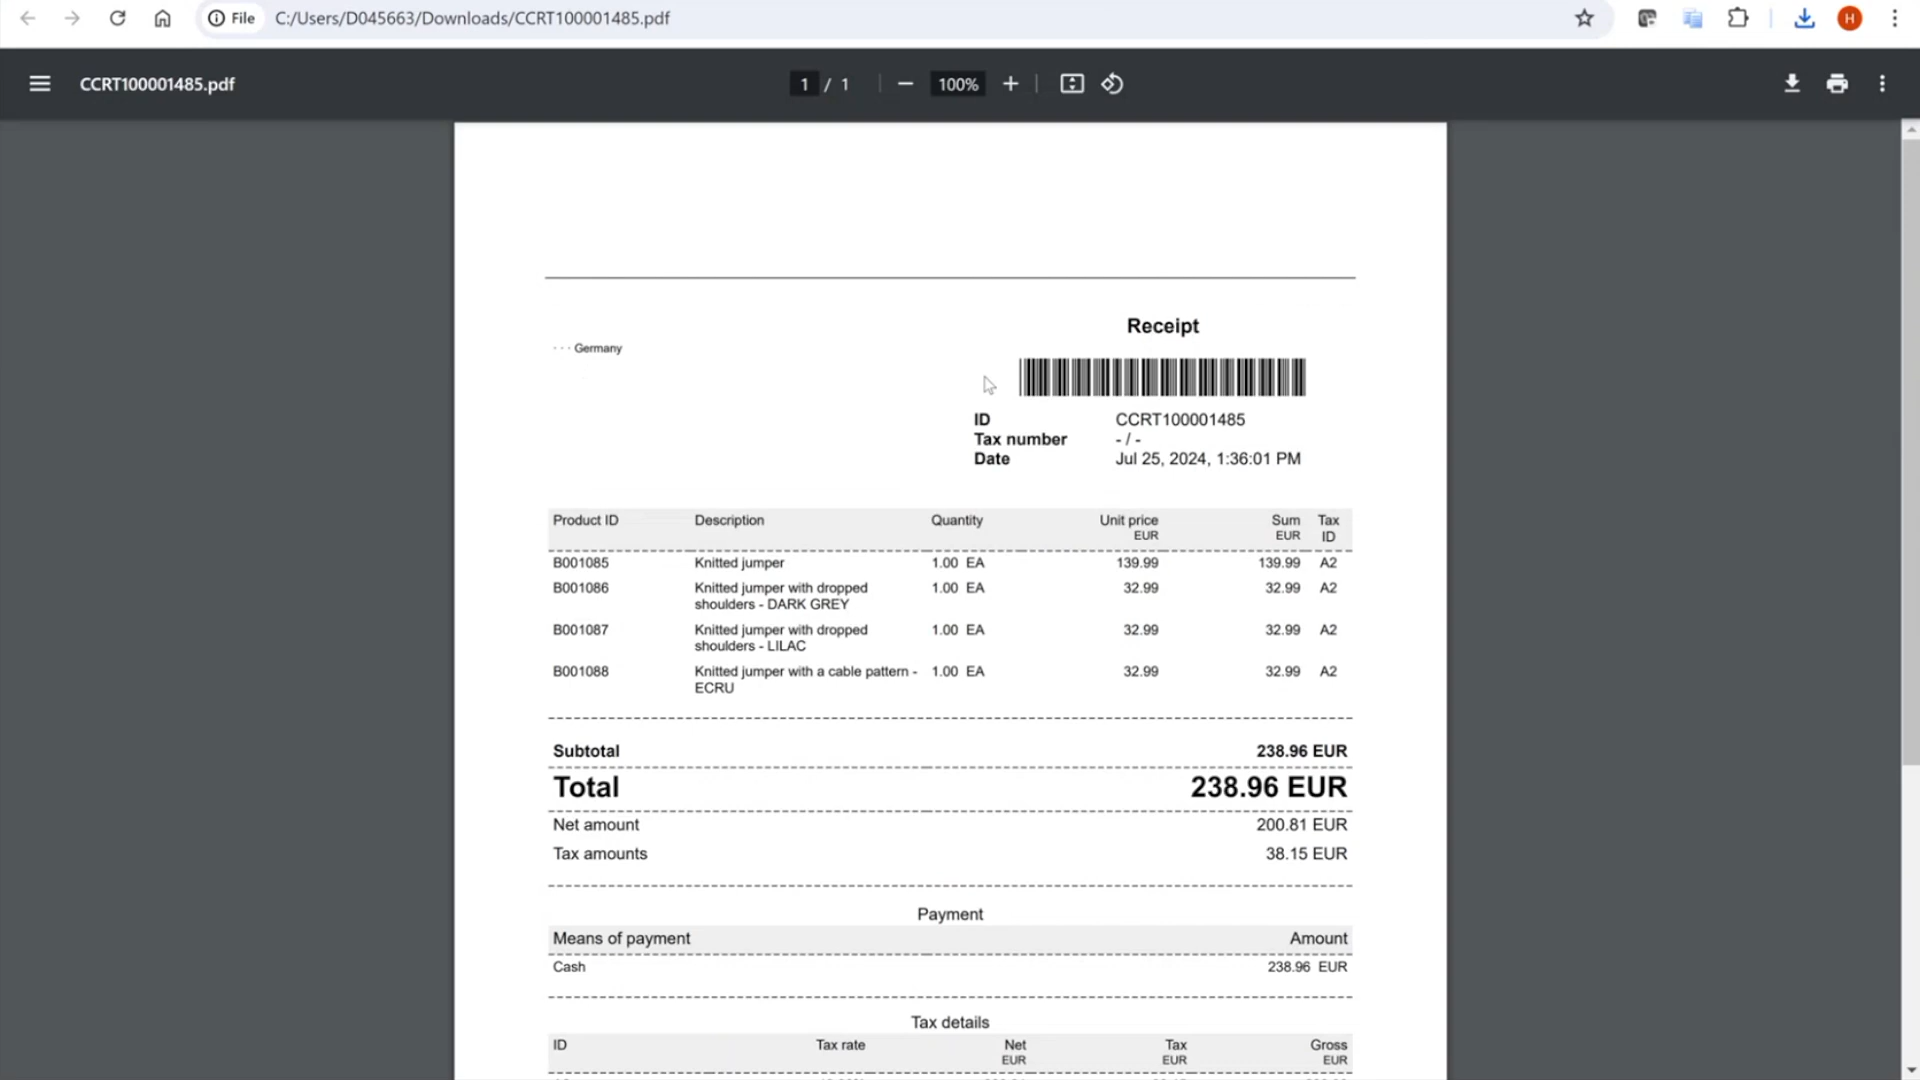 File C:/Users/D045663/Downloads/CCRT100001485.pdf H
CCRT100001485.pdf 1 / 1 100%
Receipt
- - - Germany
ID CCRT100001485
Tax number - / -
Date Jul 25, 2024, 1:36:01 PM
Product ID Description Quantity Unit price Sum Tax
EUR EUR ID
B001085 Knitted jumper 1.00 EA 139.99 139.99 A2
B001086 Knitted jumper with dropped 1.00 EA 32.99 32.99 A2
shoulders - DARK GREY
B001087 Knitted jumper with dropped 1.00 EA 32.99 32.99 A2
shoulders - LILAC
B001088 Knitted jumper with a cable pattern - 1.00 EA 32.99 32.99 A2
ECRU
Subtotal 238.96 EUR
Total 238.96 EUR
Net amount 200.81 EUR
Tax amounts 38.15 EUR
Payment
Means of payment Amount
Cash 238.96 EUR
Tax details
ID Tax rate Net Tax Gross
EUR EUR EUR